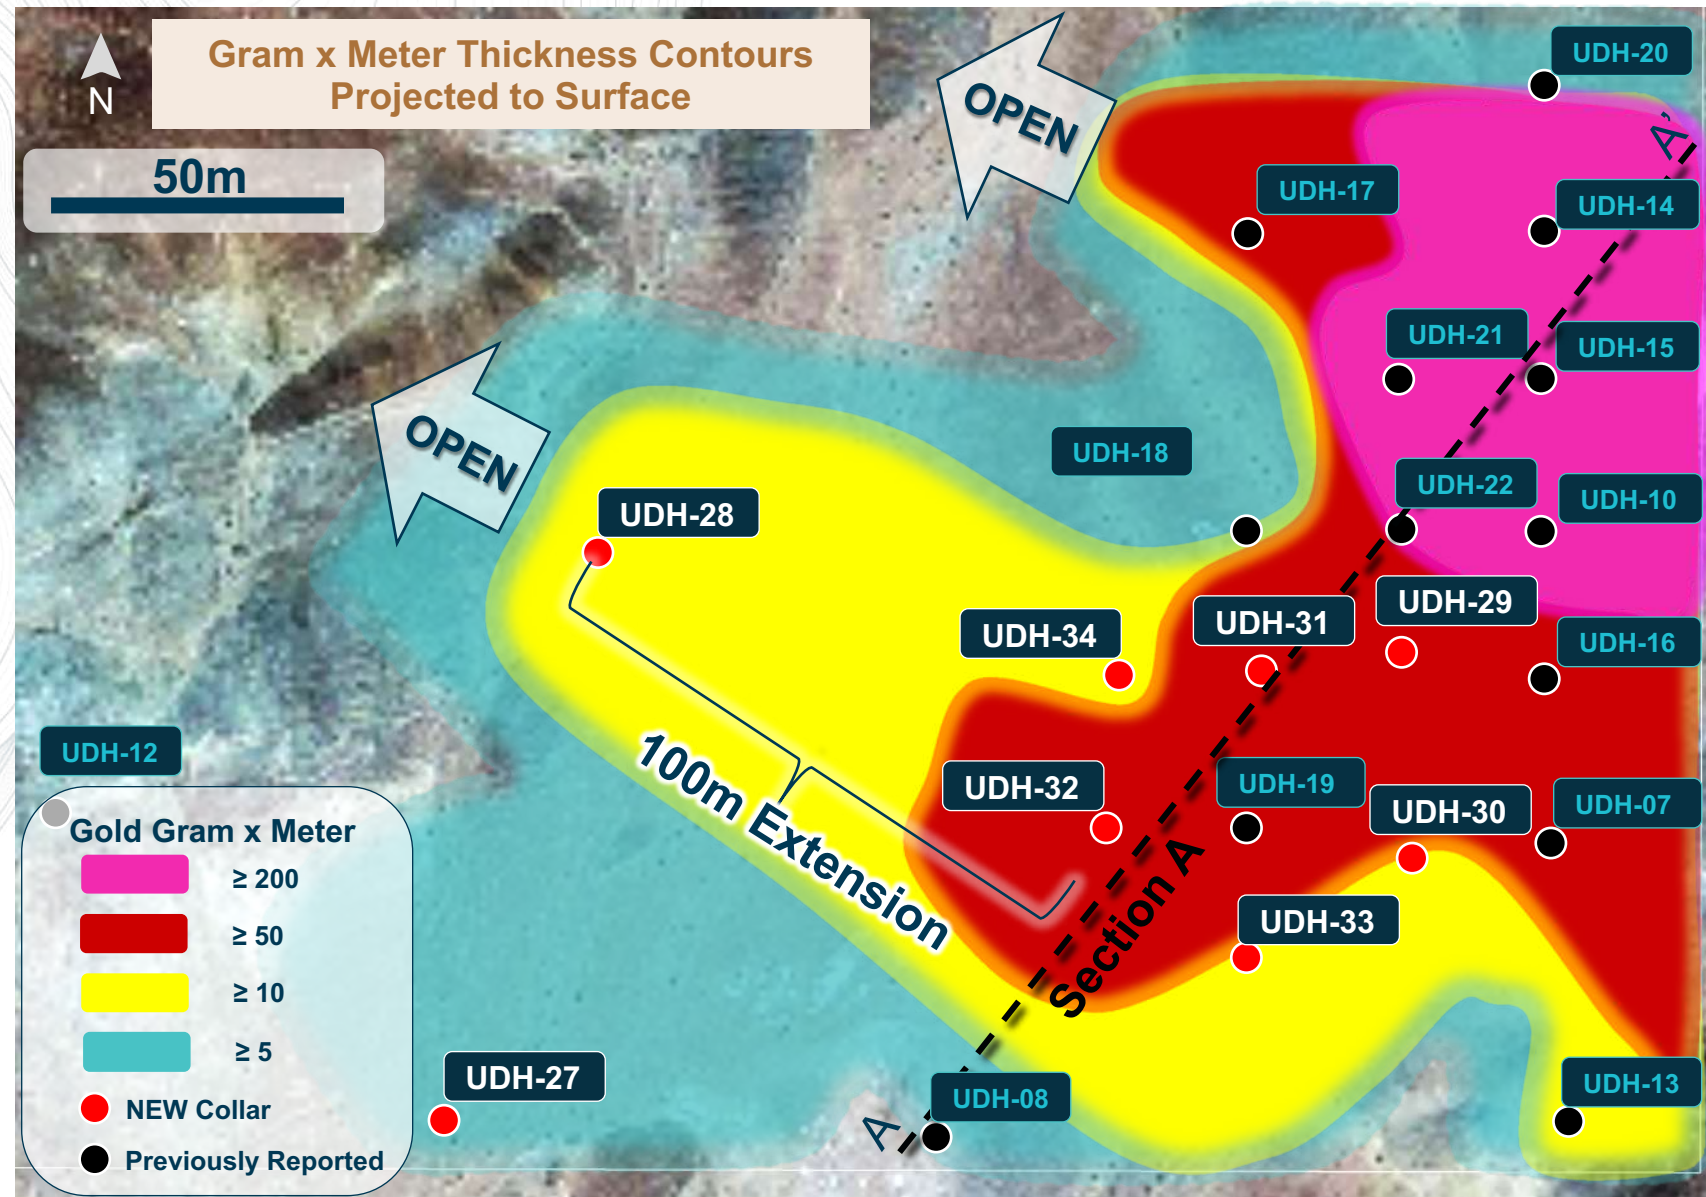 Gram x Meter Thickness Contours
Projected to Surface
N
50m
OPEN
UDH-20
A'
UDH-17
UDH-14
UDH-21
UDH-15
OPEN
UDH-18
UDH-22
UDH-10
UDH-28
UDH-34
UDH-31
UDH-29
UDH-16
UDH-12
100m Extension
UDH-32
UDH-19
UDH-30
UDH-07
Section A
UDH-33
UDH-27
UDH-08
A
UDH-13
Gold Gram x Meter
≥ 200
≥ 50
≥ 10
≥ 5
NEW Collar
Previously Reported